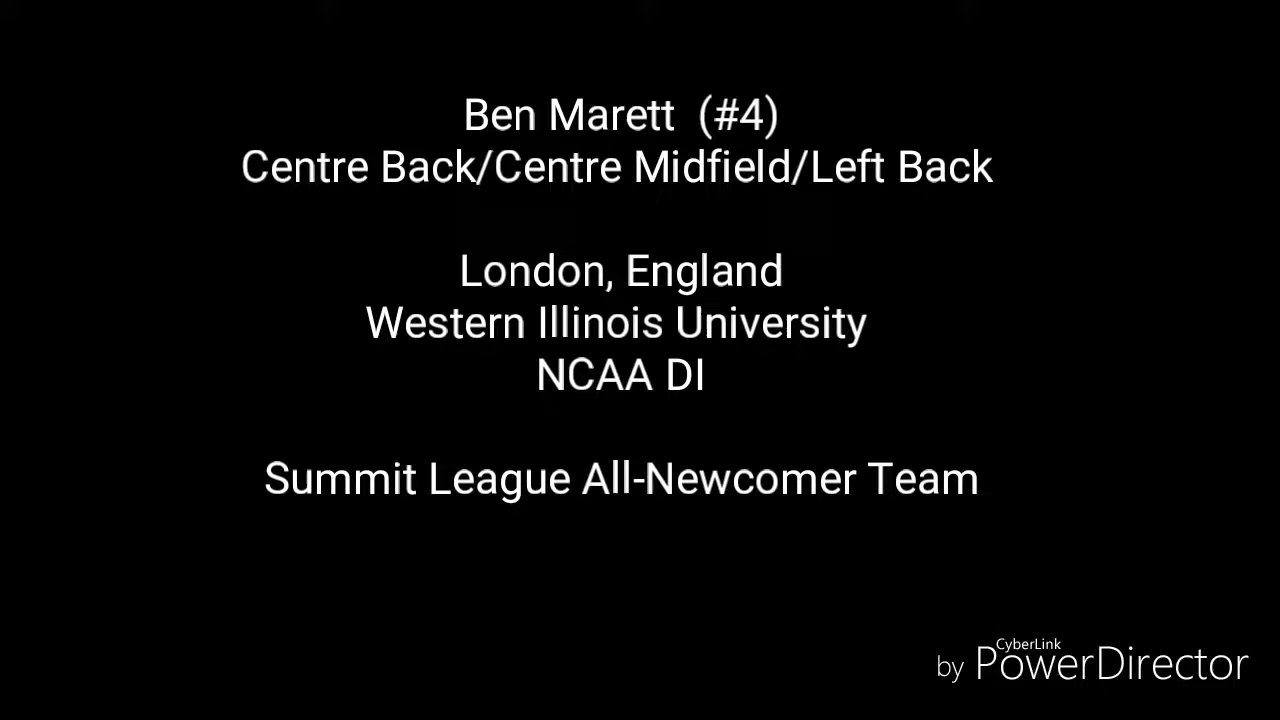 Ben Marett (#4)
Centre Back/Centre Midfield/Left Back
London, England
Western Illinois University
NCAA DI
Summit League All-Newcomer Team
CyberLink
by PowerDirector